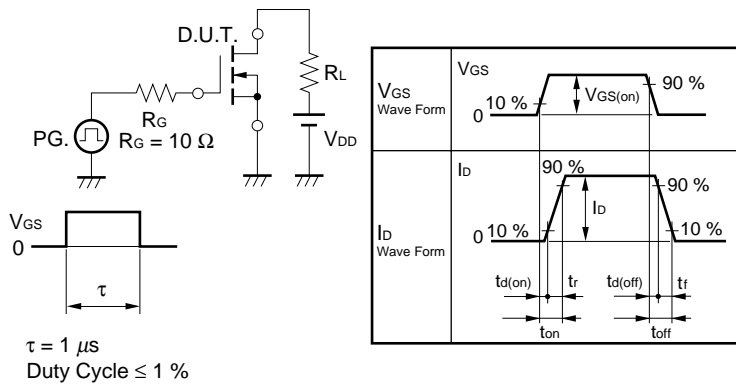 D.U.T.
RL
RG
PG.
RG = 10 Ω
VDD
VGS
0
τ
τ = 1 μs
Duty Cycle ≤ 1 %
VGS
Wave Form
VGS
10 %
0
VGS(on)
90 %
ID
Wave Form
ID
90 %
90 %
ID
0
10 %
10 %
td(on)
tr
td(off)
tf
ton
toff